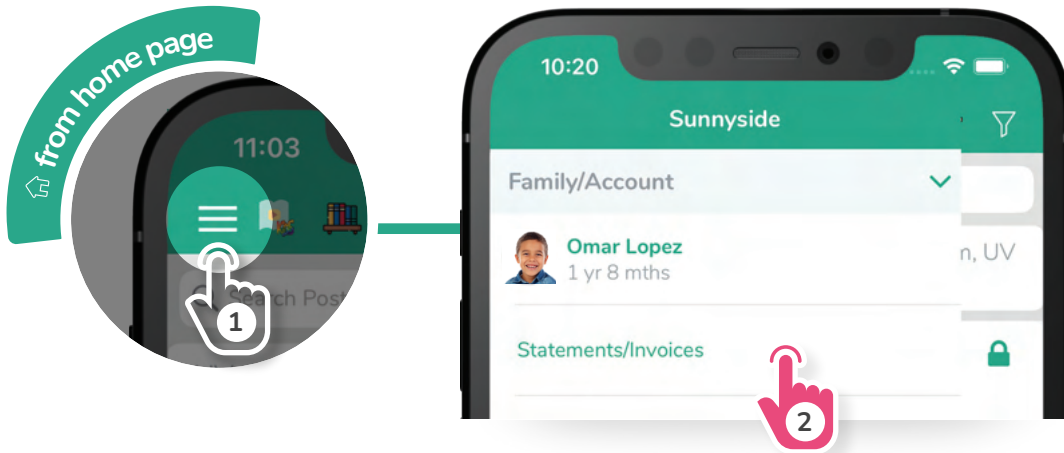 from home page
11:03
Search Post
1
10:20
Sunnyside
Family/Account
Omar Lopez
1 yr 8 mths
n, UV
Statements/Invoices
2